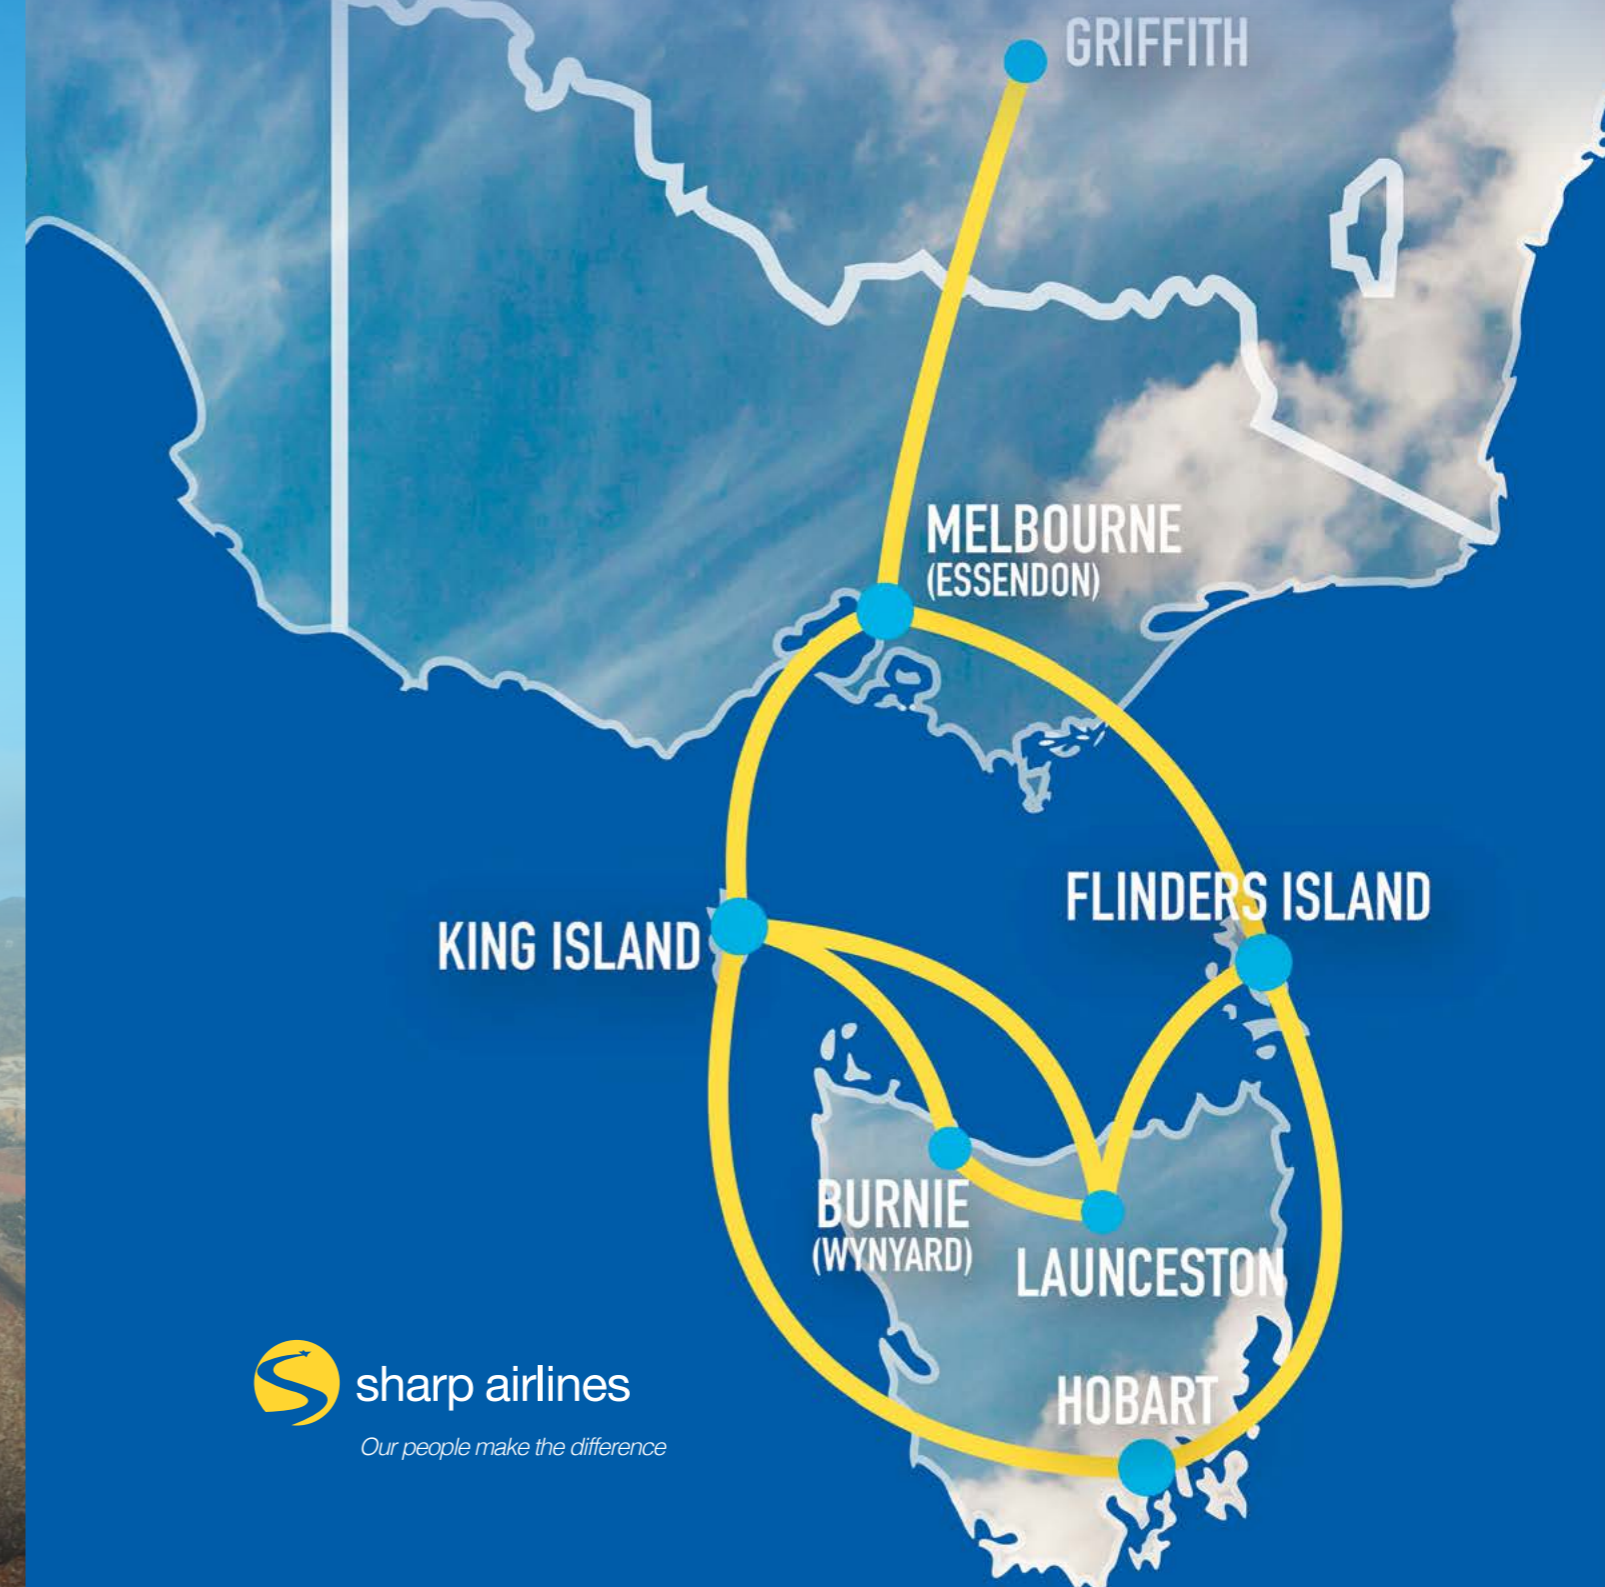 GRIFFITH
MELBOURNE
(ESSENDON)
FLINDERS ISLAND
KING ISLAND
BURNIE
(WYNYARD)
LAUNCESTON
HOBART
sharp airlines
Our people make the difference